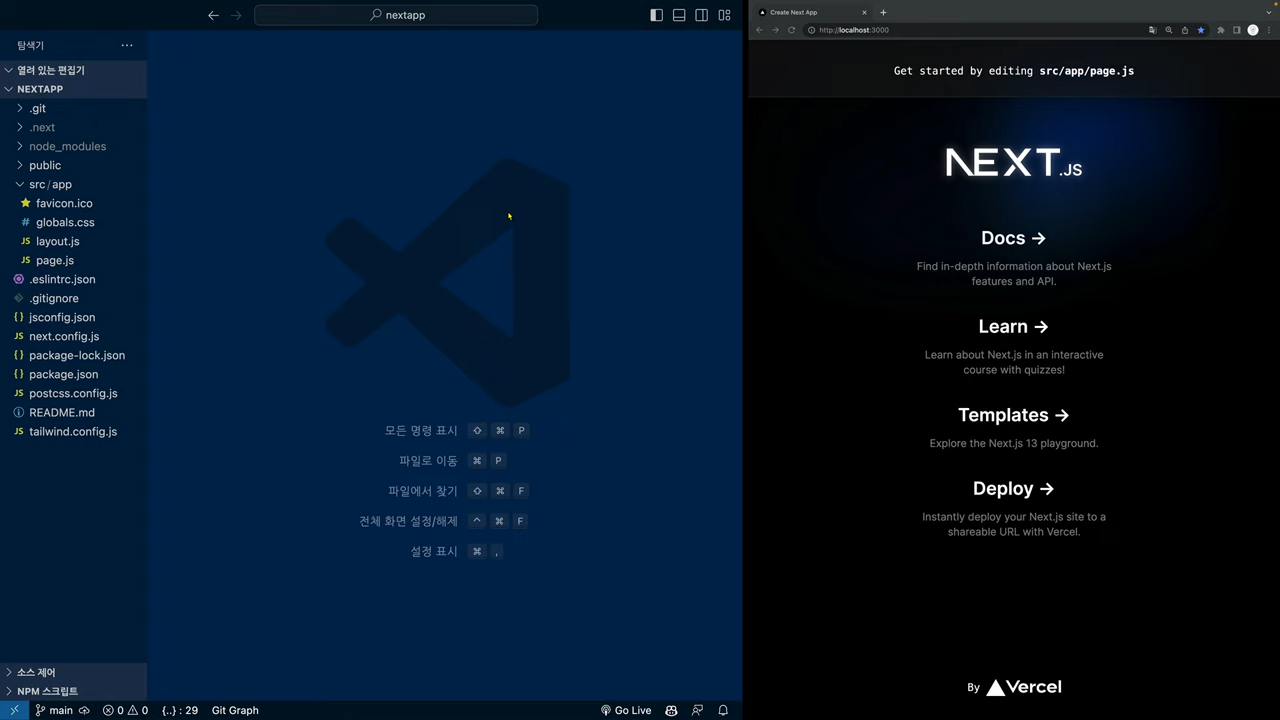 nextapp
탐색기
열려 있는 편집기
NEXTAPP
.git
.next
node_modules
public
src/app
favicon.ico
# globals.css
JS layout.js
JS page.js
.eslintrc.json
.gitignore
{ } jsconfig.json
JS next.config.js
{ } package-lock.json
{ } package.json
JS postcss.config.js
README.md
JS tailwind.config.js
소스 제어
NPM 스크립트
모든 명령 표시 ⇧ ⌘ P
파일로 이동 ⌘ P
파일에서 찾기 ⇧ ⌘ F
전체 화면 설정/해제 ^ ⌘ F
설정 표시 ⌘ ,
main
0 0
{..} : 29
Git Graph
Go Live
Create Next App
http://localhost:3000
Get started by editing src/app/page.js
NEXT.JS
Docs →
Find in-depth information about Next.js
features and API.
Learn →
Learn about Next.js in an interactive
course with quizzes!
Templates →
Explore the Next.js 13 playground.
Deploy →
Instantly deploy your Next.js site to a
shareable URL with Vercel.
By Vercel